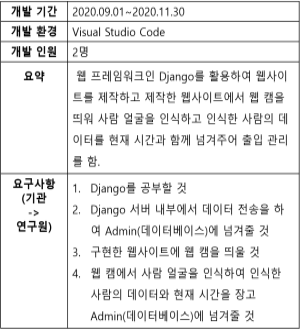 개발 기간 2020.09.01~2020.11.30
개발 환경 Visual Studio Code
개발 인원 2명
요약 웹 프레임워크인 Django를 활용하여 웹사이
트를 제작하고 제작한 웹사이트에서 웹 캠을
띄워 사람 얼굴을 인식하고 인식한 사람의 데
이터를 현재 시간과 함께 넘겨주어 출입 관리
를 함.
요구사항 1. Django를 공부할 것
(기관 2. Django 서버 내부에서 데이터 전송을 하
-> 여 Admin(데이터베이스)에 넘겨줄 것
연구원) 3. 구현한 웹사이트에 웹 캠을 띄울 것
4. 웹 캠에서 사람 얼굴을 인식하여 인식한
사람의 데이터와 현재 시간을 장고
Admin(데이터베이스)에 넘겨줄 것